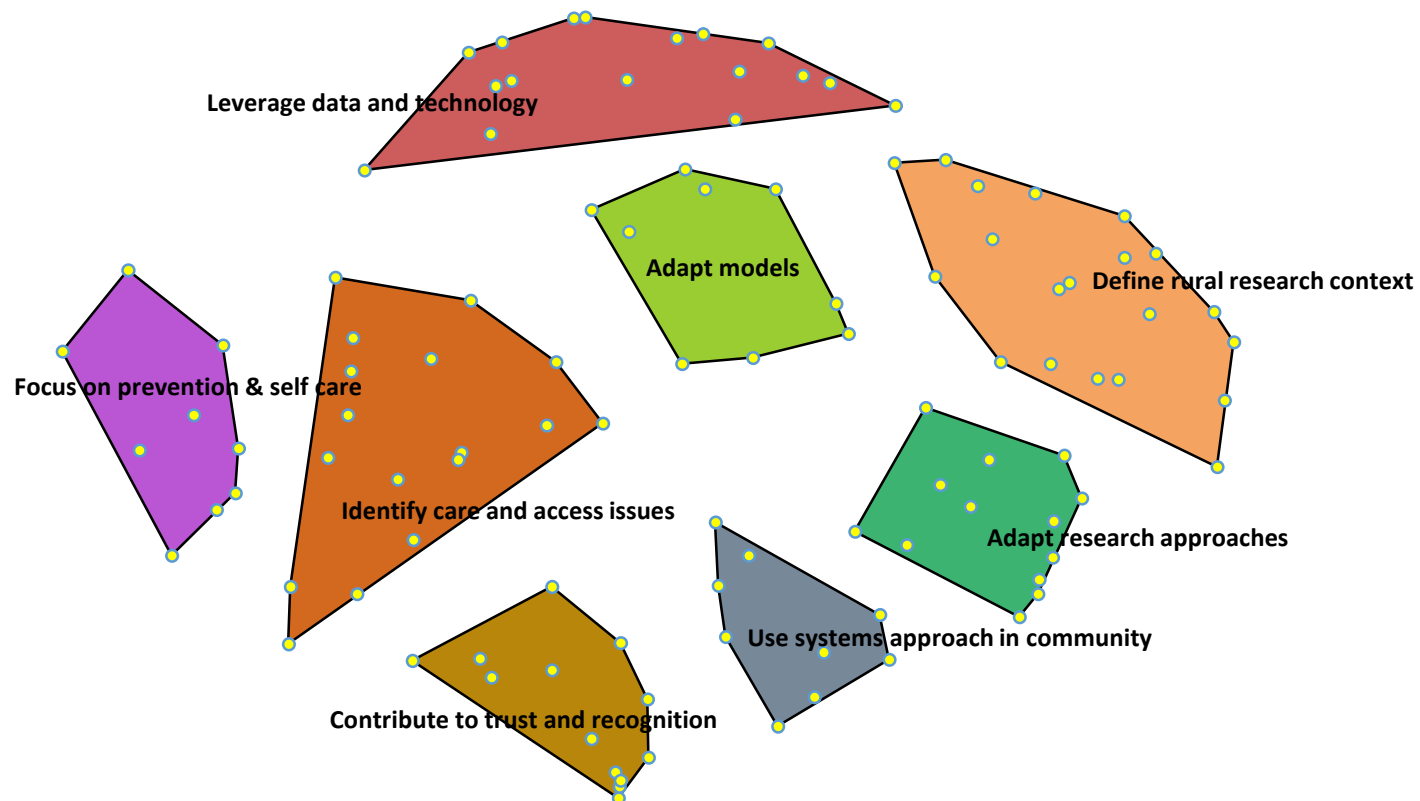 Leverage data and technology
Adapt models
Define rural research context
Focus on prevention & self care
Identify care and access issues
Adapt research approaches
Use systems approach in community
Contribute to trust and recognition